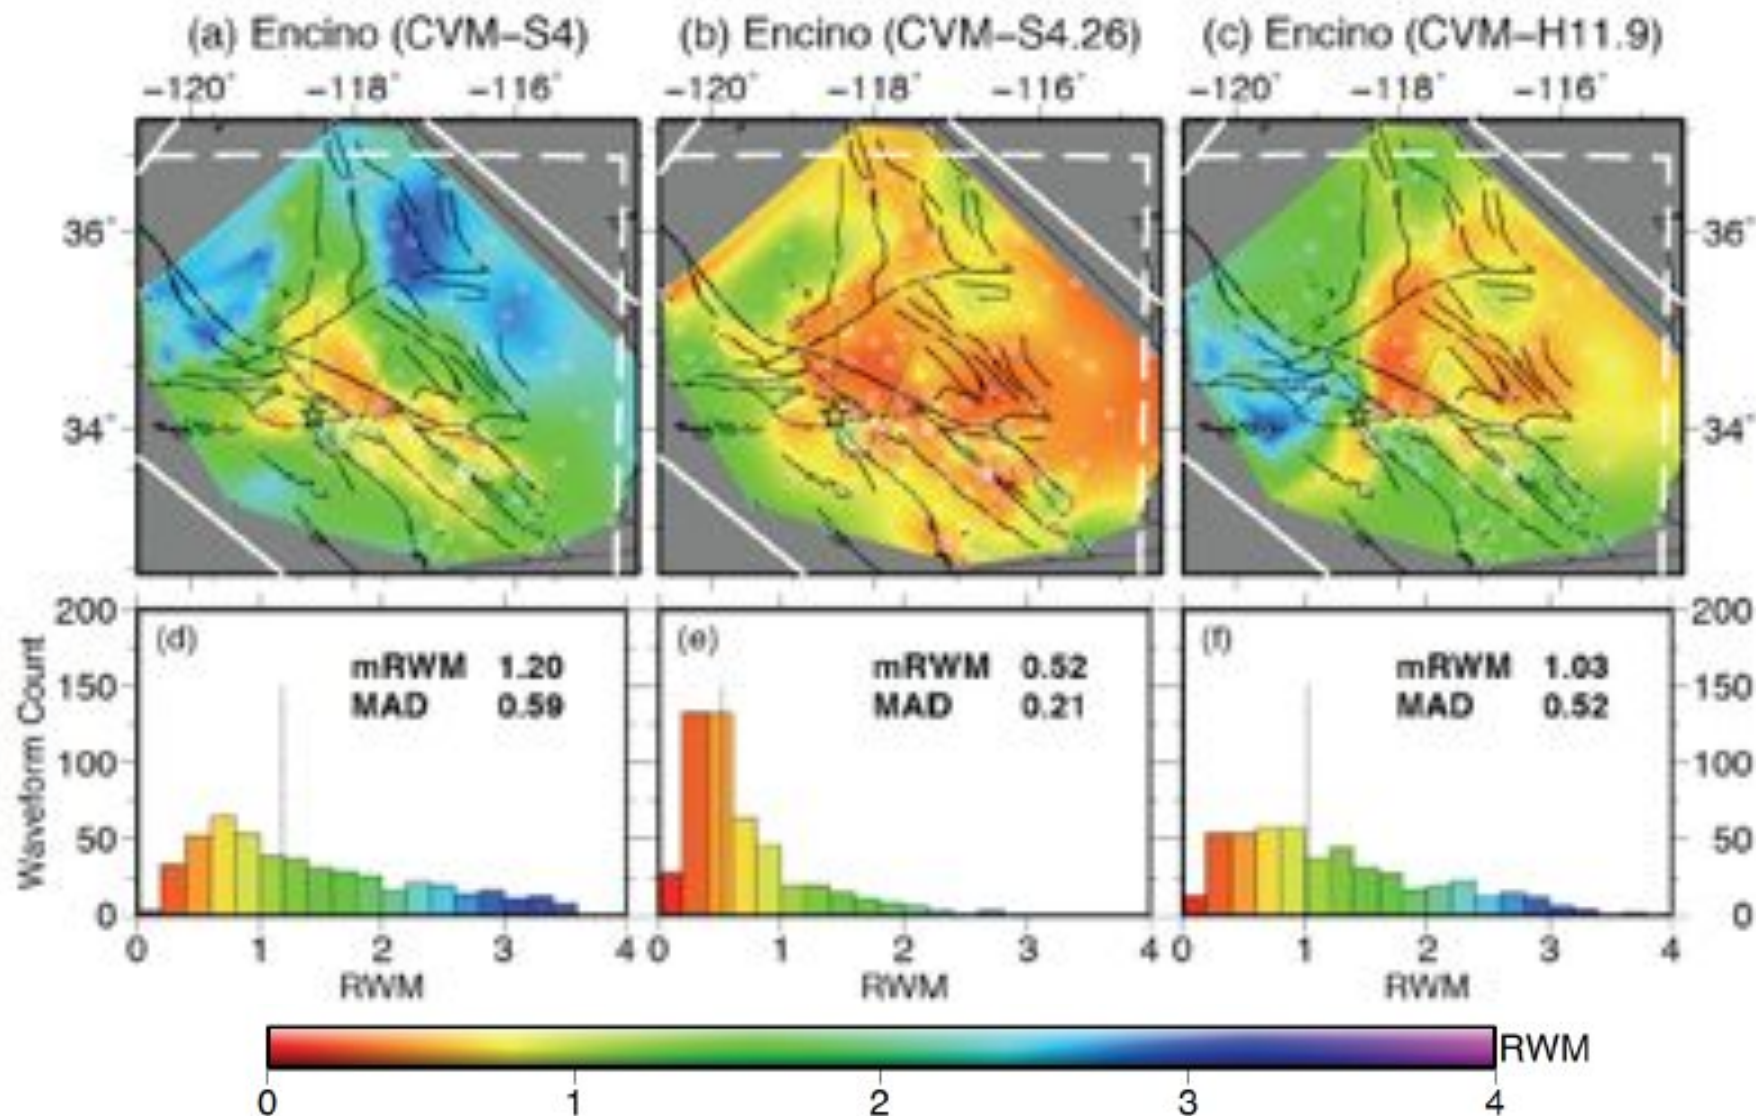 (a) Encino (CVM−S4) (b) Encino (CVM−S4.26) (c) Encino (CVM−H11.9)
−120° −118° −116° −120° −118° −116° −120° −118° −116°
36° 36°
34° 34°
200 200
(d) (e) (f)
mRWM 1.20 mRWM 0.52 mRWM 1.03
150 150
MAD 0.59 MAD 0.21 MAD 0.52
Waveform Count
100 100
50 50
0 0
0 1 2 3 4 0 1 2 3 4 0 1 2 3 4
RWM RWM RWM
RWM
0 1 2 3 4